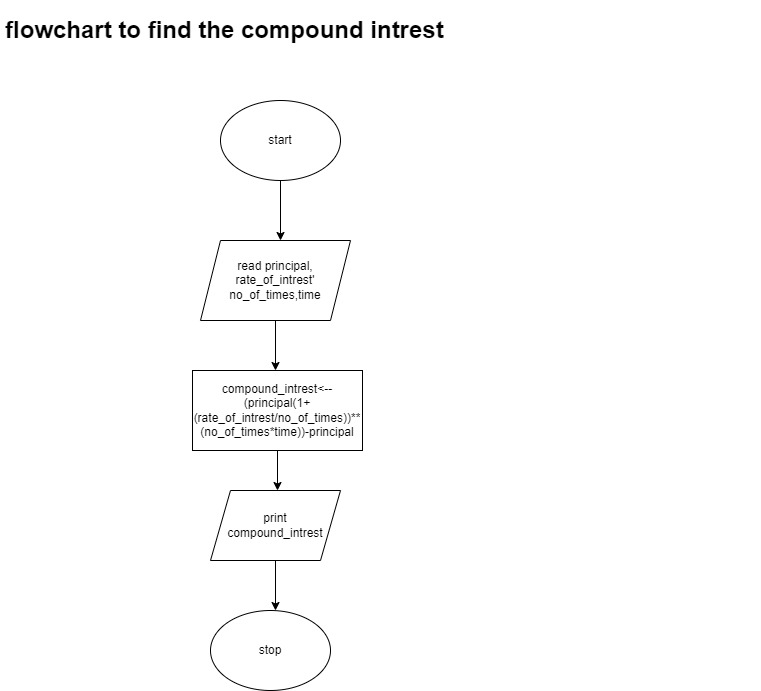 flowchart to find the compound intrest
start
read principal,
rate_of_intrest'
no_of_times,time
compound_intrest<--
(principal(1+
(rate_of_intrest/no_of_times))**
(no_of_times*time))-principal
print
compound_intrest
stop